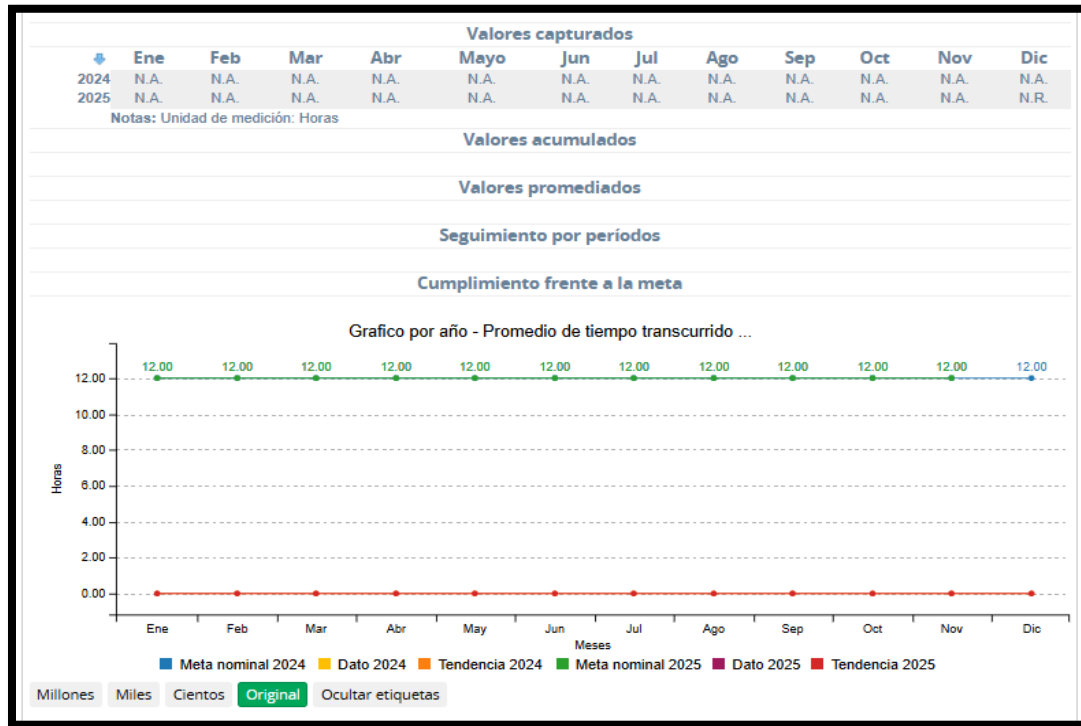 Valores capturados
Ene Feb Mar Abr Mayo Jun Jul Ago Sep Oct Nov Dic
2024 N.A. N.A. N.A. N.A. N.A. N.A. N.A. N.A. N.A. N.A. N.A. N.A.
2025 N.A. N.A. N.A. N.A. N.A. N.A. N.A. N.A. N.A. N.A. N.A. N.R.
Notas: Unidad de medición: Horas
Valores acumulados
Valores promediados
Seguimiento por períodos
Cumplimiento frente a la meta
Grafico por año - Promedio de tiempo transcurrido ...
12.00 12.00 12.00 12.00 12.00 12.00 12.00 12.00 12.00 12.00 12.00 12.00
12.00
10.00
8.00
6.00
4.00
2.00
0.00
Horas
Ene Feb Mar Abr May Jun Jul Ago Sep Oct Nov Dic
Meses
Meta nominal 2024 Dato 2024 Tendencia 2024 Meta nominal 2025 Dato 2025 Tendencia 2025
Millones Miles Cientos Original Ocultar etiquetas